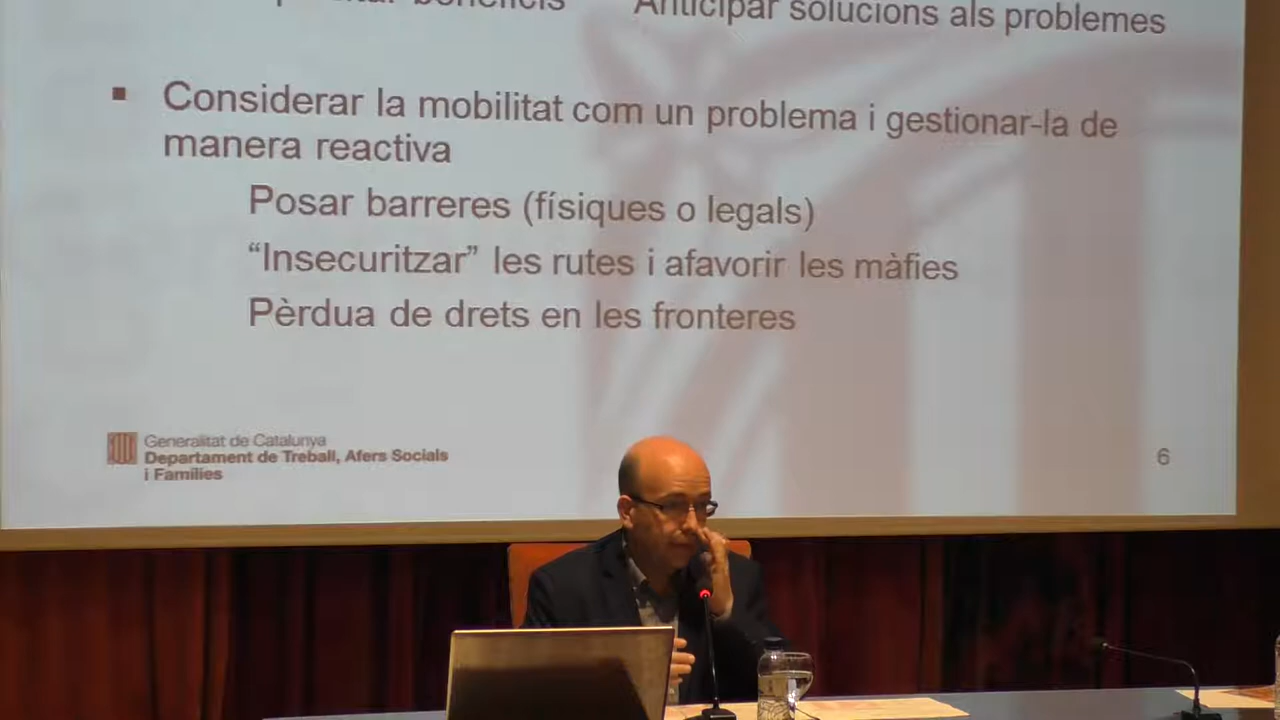 beneficis Anticipar solucions als problemes
▪ Considerar la mobilitat com un problema i gestionar-la de
manera reactiva
Posar barreres (físiques o legals)
“Insecuritzar” les rutes i afavorir les màfies
Pèrdua de drets en les fronteres
Generalitat de Catalunya
Departament de Treball, Afers Socials
i Famílies
6